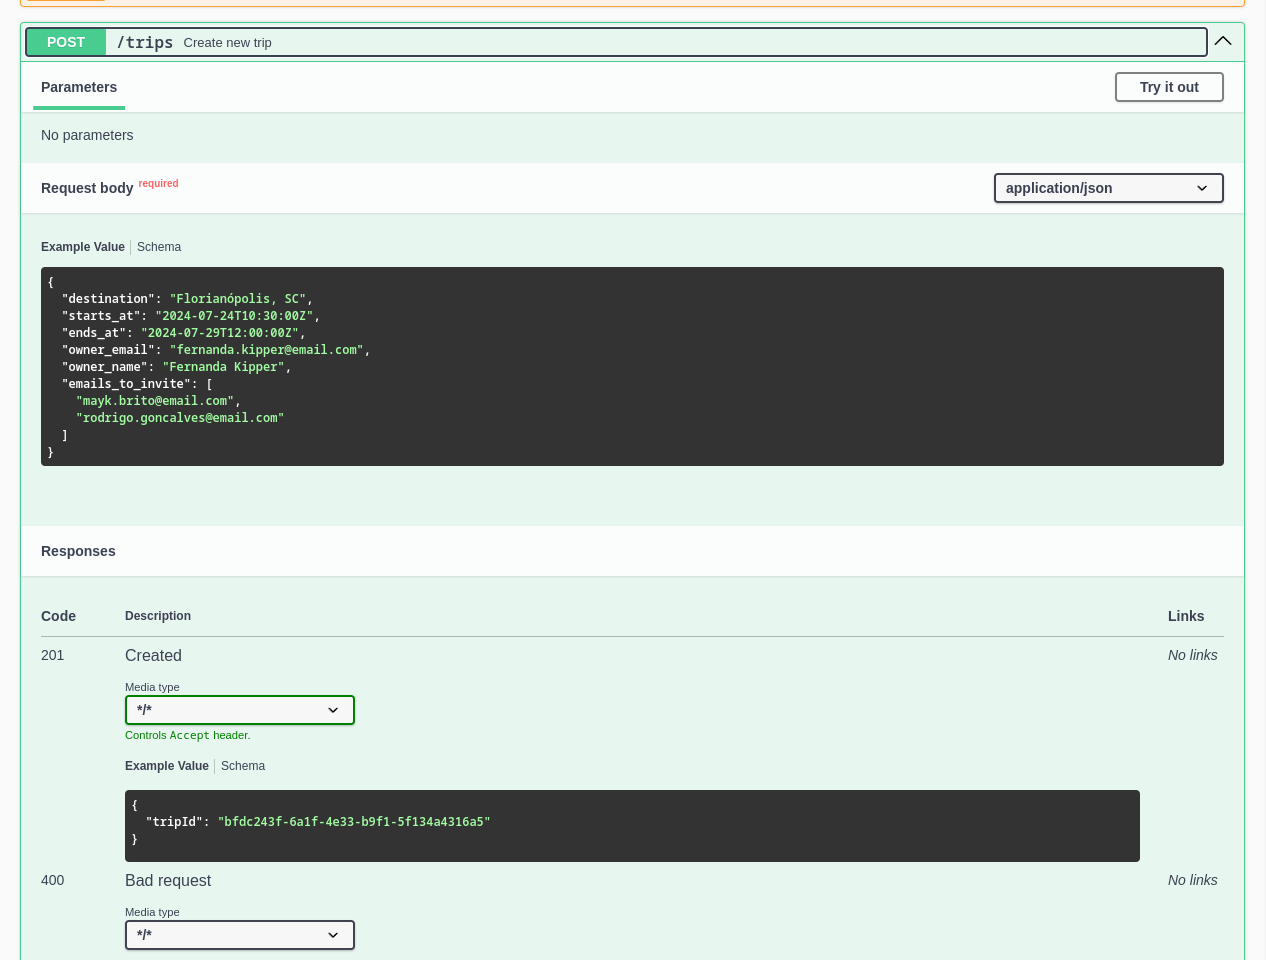 POST /trips Create new trip
Parameters Try it out
No parameters
Request body required application/json
Example Value Schema
{
"destination": "Florianópolis, SC",
"starts_at": "2024-07-24T10:30:00Z",
"ends_at": "2024-07-29T12:00:00Z",
"owner_email": "fernanda.kipper@email.com",
"owner_name": "Fernanda Kipper",
"emails_to_invite": [
"mayk.brito@email.com",
"rodrigo.goncalves@email.com"
]
}
Responses
Code Description Links
201 Created No links
Media type
*/*
Controls Accept header.
Example Value Schema
{
"tripId": "bfdc243f-6a1f-4e33-b9f1-5f134a4316a5"
}
400 Bad request No links
Media type
*/*